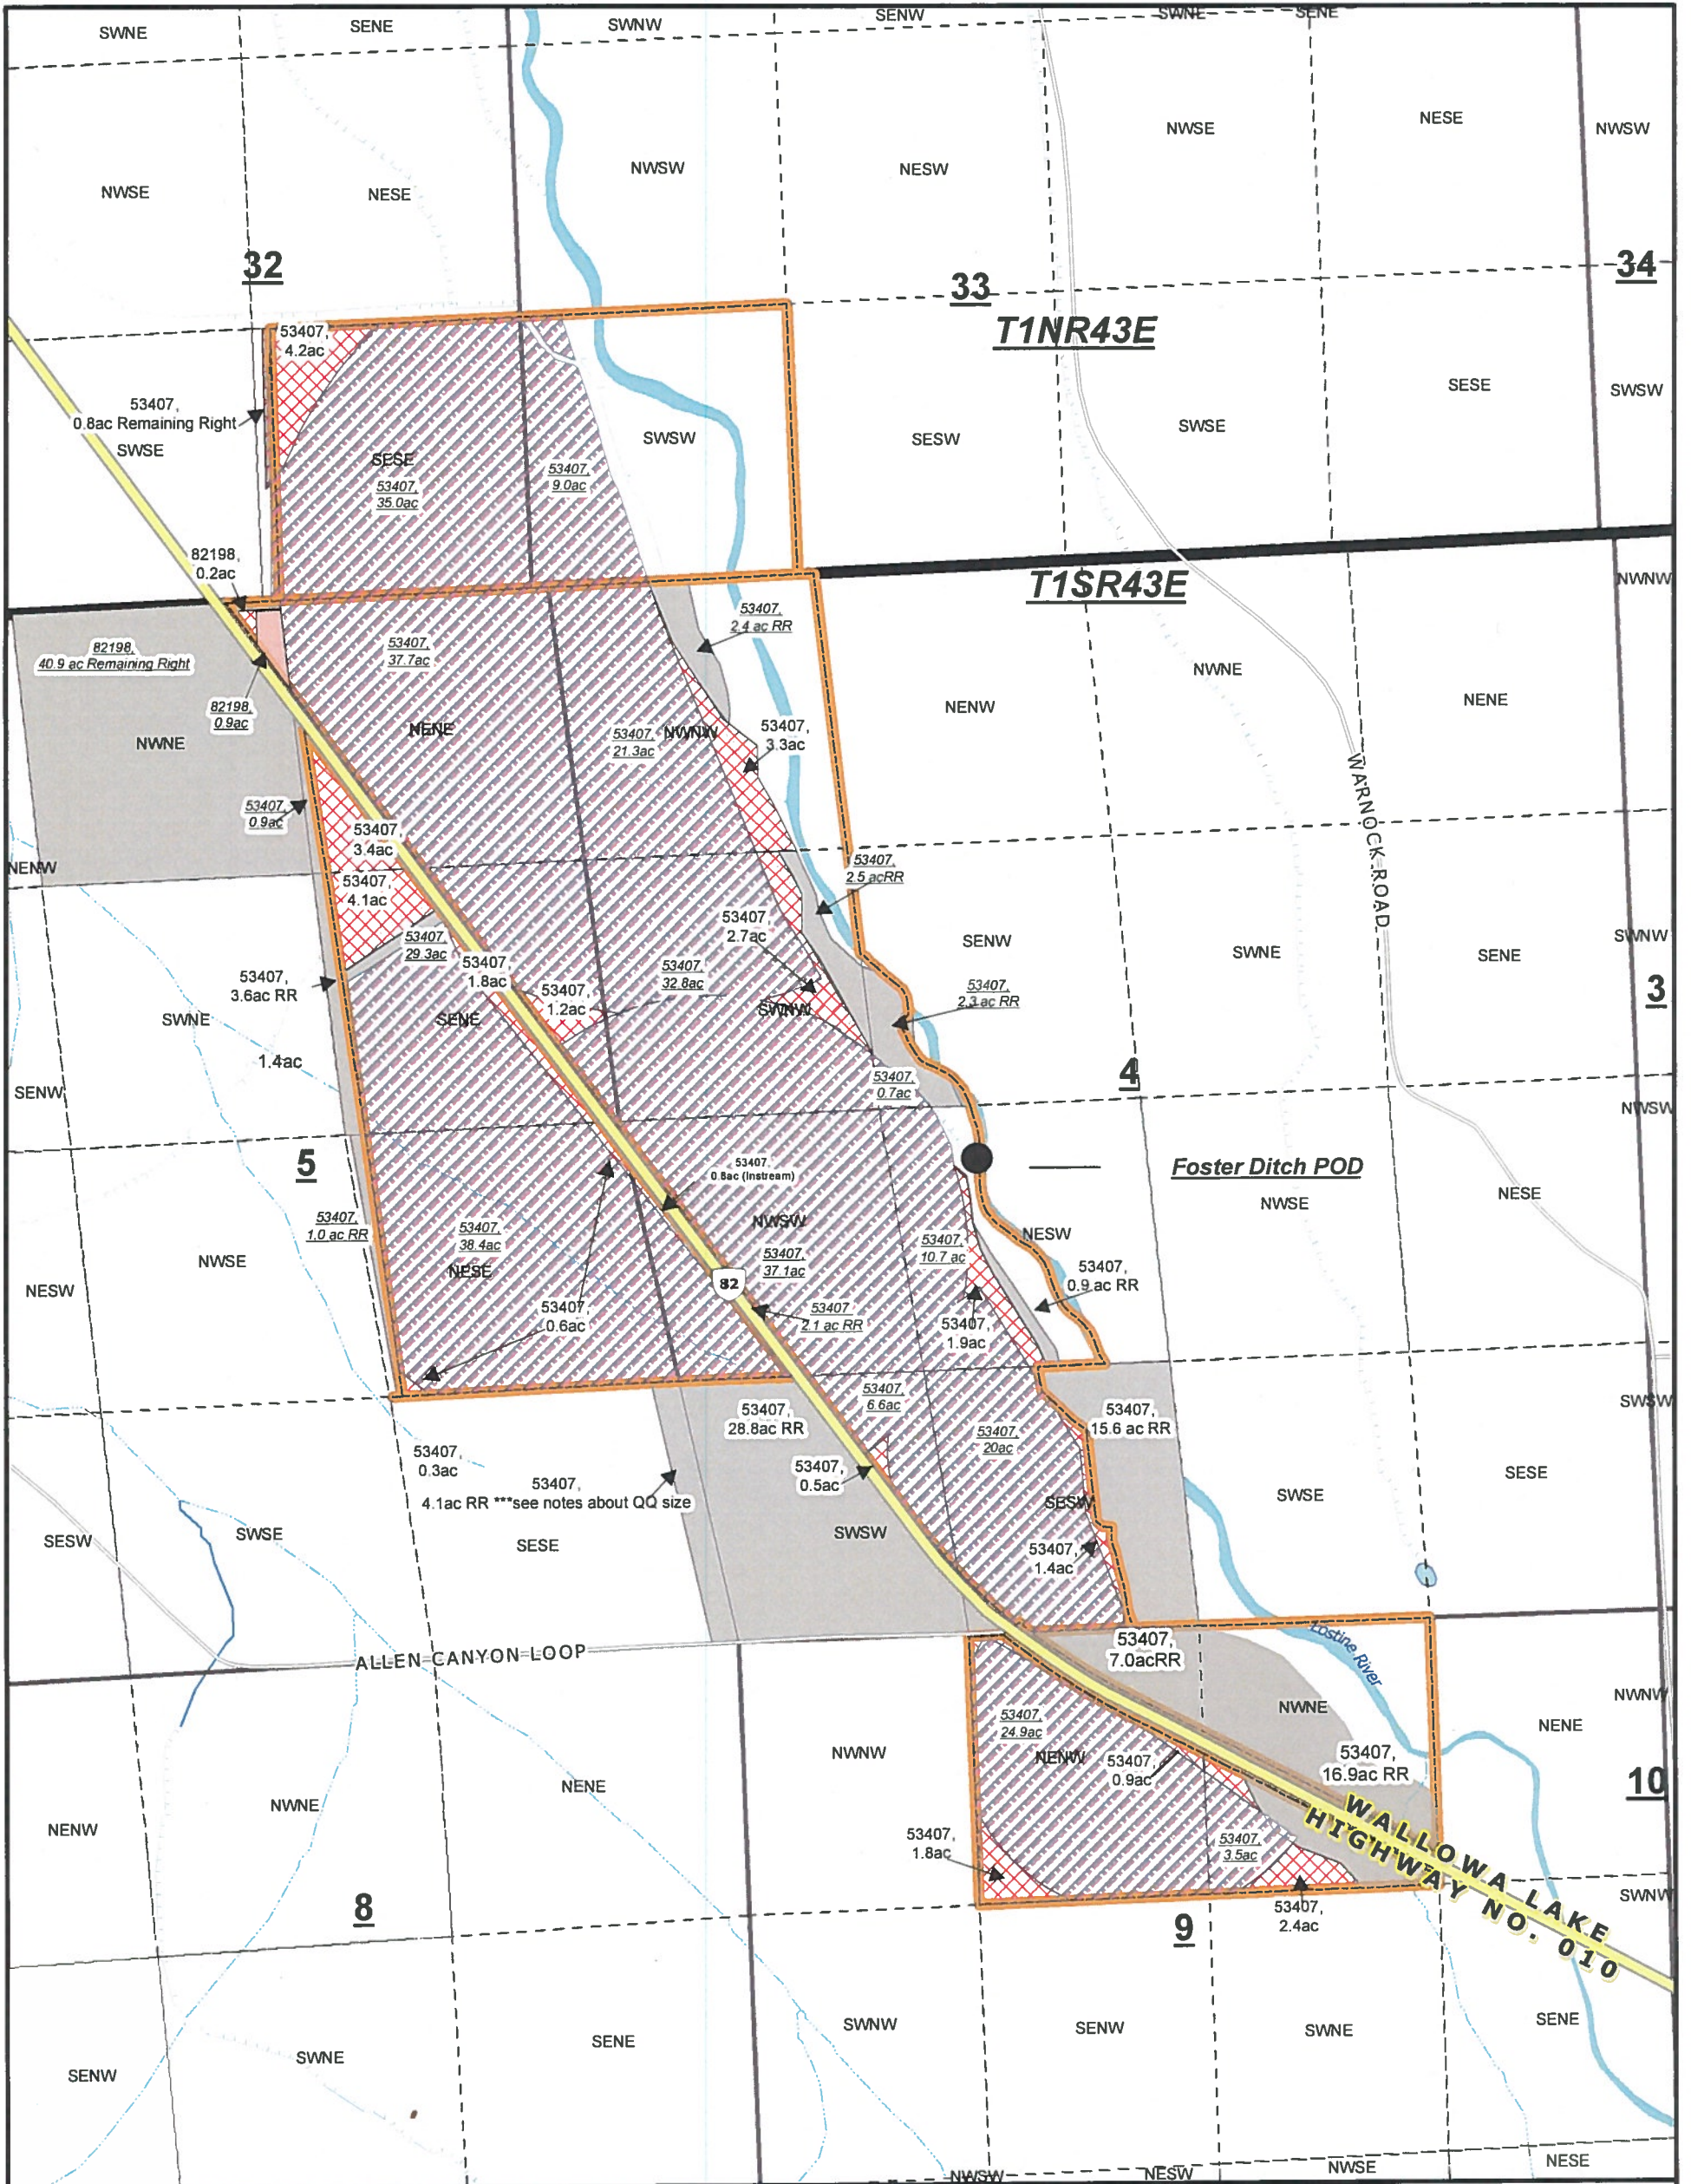 SWNE
SENE
SWNW
SENW
SWNE
SENE
NWSE
NESE
NWSW
NESW
NWSE
NESE
NWSW
32
33
34
T1NR43E
53407,
4.2ac
53407,
0.8ac Remaining Right
SWSE
SESE
53407,
35.0ac
53407,
9.0ac
SWSW
SESW
SWSE
SESE
SWSW
82198,
0.2ac
T1SR43E
NWNW
82198,
40.9 ac Remaining Right
53407,
37.7ac
53407,
2.4 ac RR
82198,
0.9ac
NWNE
NENE
53407,
21.3ac
NWNW
53407,
3.3ac
NENW
NWNE
NENE
WARNOCK ROAD
53407,
0.9ac
53407,
3.4ac
NENW
53407,
4.1ac
53407,
2.5 acRR
53407,
29.3ac
53407,
1.8ac
53407,
2.7ac
SENW
SWNE
SENE
SWNW
53407,
3.6ac RR
53407,
1.2ac
53407,
32.8ac
SWNW
53407,
2.3 ac RR
3
SWNE
SENE
1.4ac
SENW
53407,
0.7ac
4
NWSW
5
53407,
0.8ac (Instream)
Foster Ditch POD
53407,
1.0 ac RR
53407,
38.4ac
NESE
NWSW
53407,
37.1ac
53407,
10.7 ac
NESW
NWSE
NESE
NESW
NWSE
82
53407,
0.9 ac RR
53407,
0.6ac
53407
2.1 ac RR
53407,
1.9ac
53407,
6.6ac
53407,
28.8ac RR
53407,
20ac
53407,
15.6 ac RR
SWSW
53407,
0.3ac
53407,
4.1ac RR ***see notes about QQ size
53407,
0.5ac
SESW
SWSE
SESE
SESW
SWSE
SESE
SWSW
53407,
1.4ac
ALLEN CANYON LOOP
53407,
7.0acRR
Lostine River
53407,
24.9ac
NENW
53407,
0.9ac
NWNE
53407,
16.9ac RR
NENE
NWNW
NWNW
NENE
NWNE
NENW
10
53407,
1.8ac
53407,
3.5ac
WALLOWA LAKE
HIGHWAY NO. 010
8
9
53407,
2.4ac
SWNW
SENW
SWNE
SENE
SWNW
SENW
SWNE
SENE
NWSW
NESW
NWSE
NESE